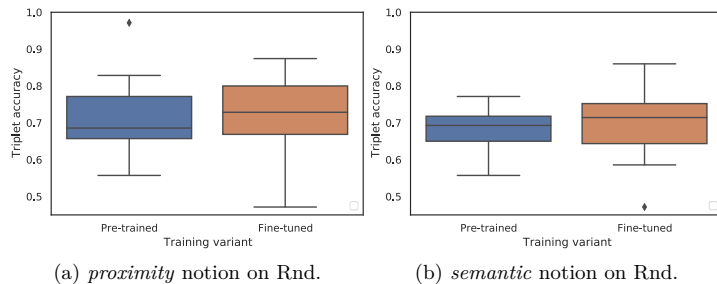 1.0
0.9
0.8
0.7
0.6
0.5
Triplet accuracy
Pre-trained
Fine-tuned
Training variant
(a) proximity notion on Rnd.
1.0
0.9
0.8
0.7
0.6
0.5
Triplet accuracy
Pre-trained
Fine-tuned
Training variant
(b) semantic notion on Rnd.